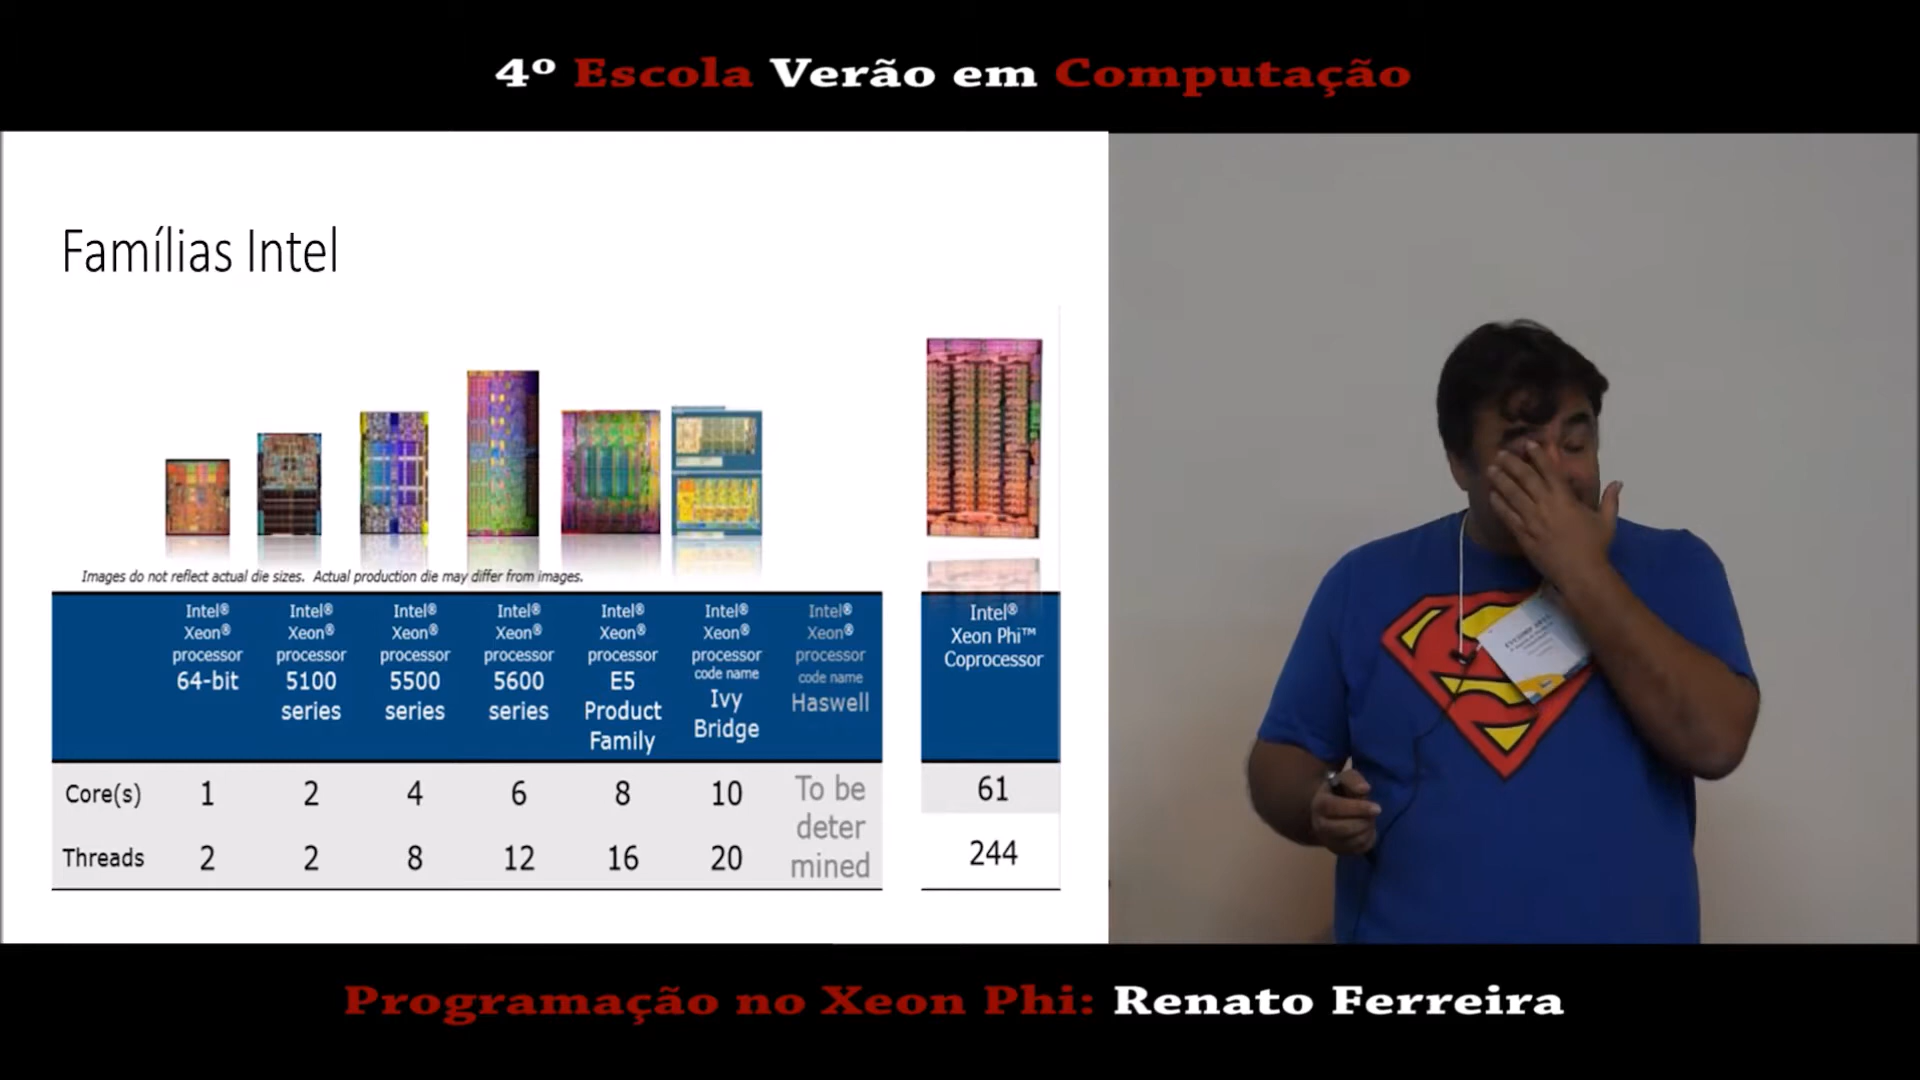 4º Escola Verão em Computação
Famílias Intel
Images do not reflect actual die sizes. Actual production die may differ from images.
Intel® Xeon® processor 64-bit
Intel® Xeon® processor 5100 series
Intel® Xeon® processor 5500 series
Intel® Xeon® processor 5600 series
Intel® Xeon® processor E5 Product Family
Intel® Xeon® processor code name Ivy Bridge
Intel® Xeon® processor code name Haswell
Intel® Xeon Phi™ Coprocessor
Core(s) 1 2 4 6 8 10 To be deter mined 61
Threads 2 2 8 12 16 20 244
Programação no Xeon Phi: Renato Ferreira